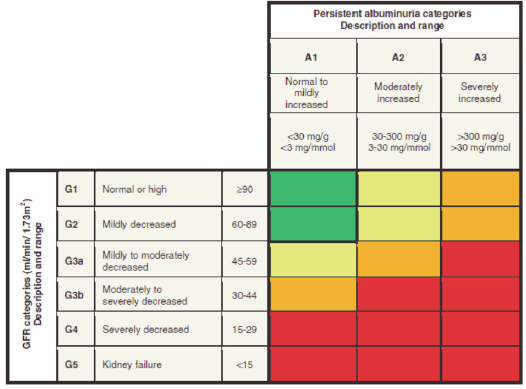 Persistent albuminuria categories
Description and range
A1
A2
A3
Normal to
mildly
increased
Moderately
increased
Severely
increased
<30 mg/g
<3 mg/mmol
30-300 mg/g
3-30 mg/mmol
>300 mg/g
>30 mg/mmol
GFR categories (ml/min/ 1.73m²)
Description and range
G1
Normal or high
≥90
G2
Mildly decreased
60-89
G3a
Mildly to moderately
decreased
45-59
G3b
Moderately to
severely decreased
30-44
G4
Severely decreased
15-29
G5
Kidney failure
<15